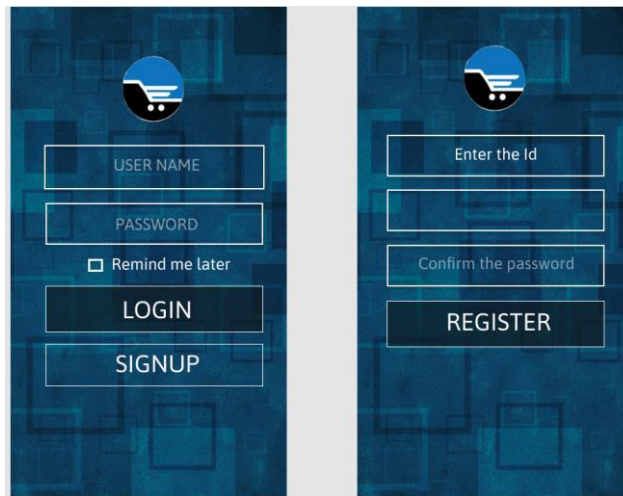 USER NAME
PASSWORD
Remind me later
LOGIN
SIGNUP
Enter the Id
Confirm the password
REGISTER